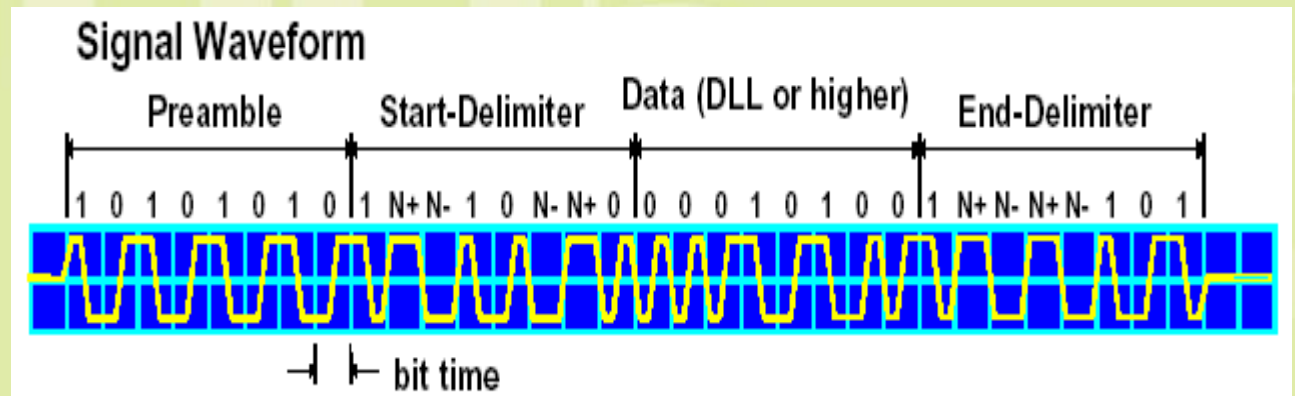 Signal Waveform
Preamble Start-Delimiter Data (DLL or higher) End-Delimiter
1 0 1 0 1 0 1 0 1 N+ N- 1 0 N- N+ 0 0 0 0 1 0 1 0 0 1 N+ N- N+ N- 1 0 1
bit time